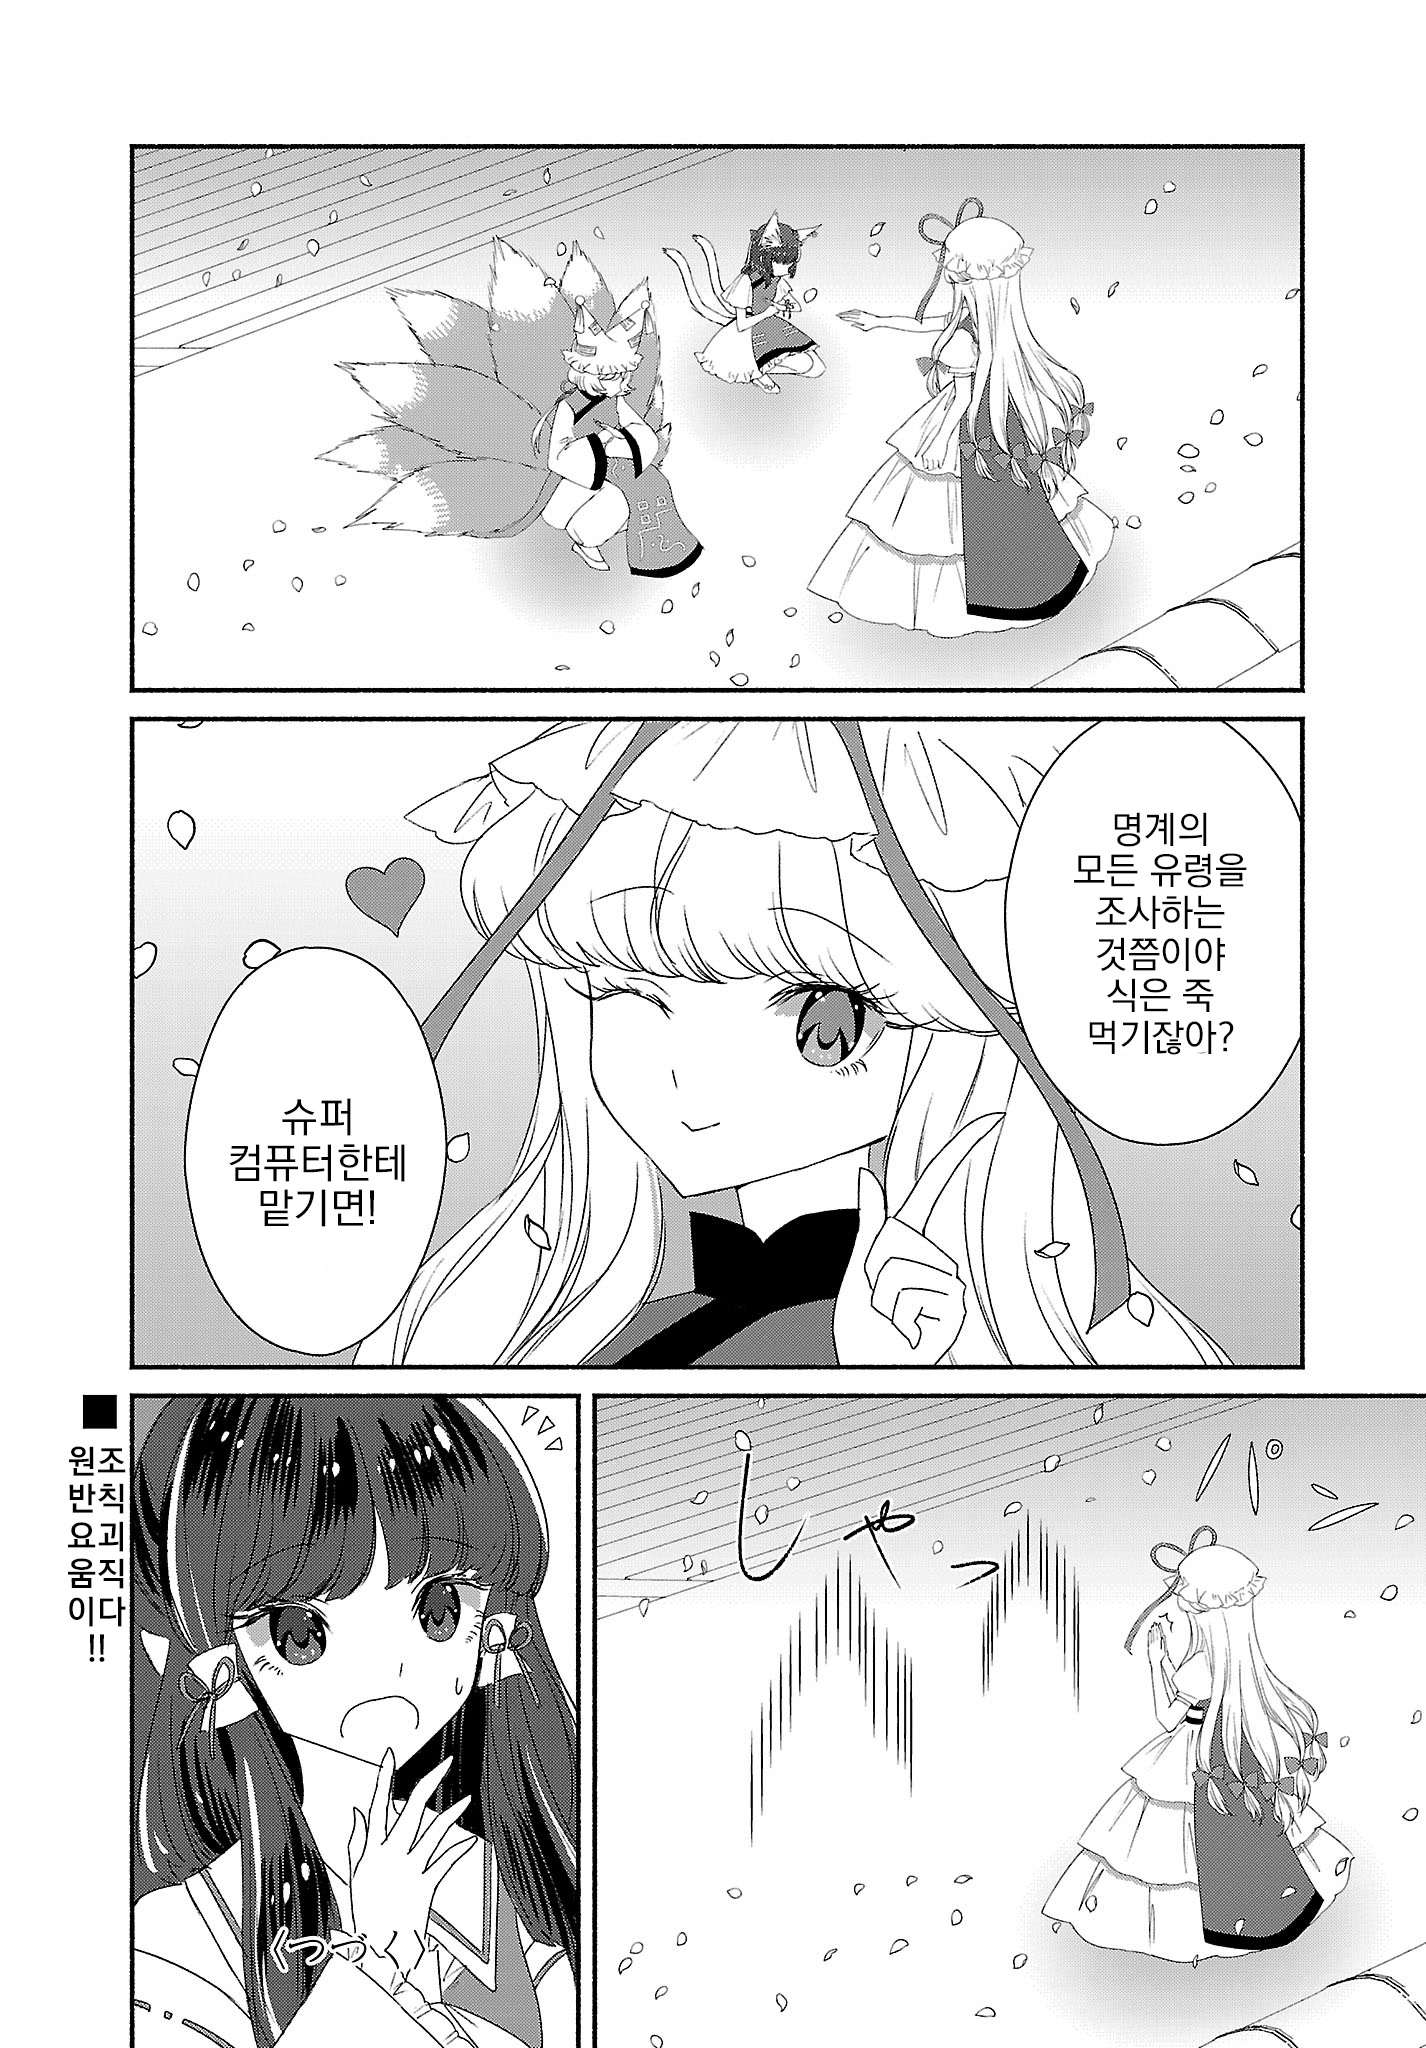 명계의
모든 유령을
조사하는
것쯤이야
식은 죽
먹기잖아?
슈퍼
컴퓨터한테
맡기면!
しゃっ
조칙괴직다
원반요움이!!
〈つづく〉